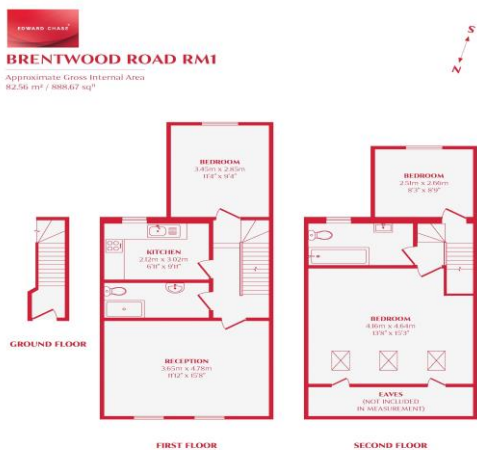 EDWARD CHASE
BRENTWOOD ROAD RM1
Approximate Gross Internal Area
82.56 m² / 888.67 sq"
S
N
BEDROOM
3.45m x 2.85m
11'4" x 9'4"
BEDROOM
2.51m x 2.66m
8'3" x 8'9"
KITCHEN
2.12m x 3.02m
6'11" x 9'11"
GROUND FLOOR
BEDROOM
4.16m x 4.64m
13'8" x 15'3"
RECEPTION
3.65m x 4.78m
11'12" x 15'8"
EAVES
(NOT INCLUDED
IN MEASUREMENT)
FIRST FLOOR
SECOND FLOOR